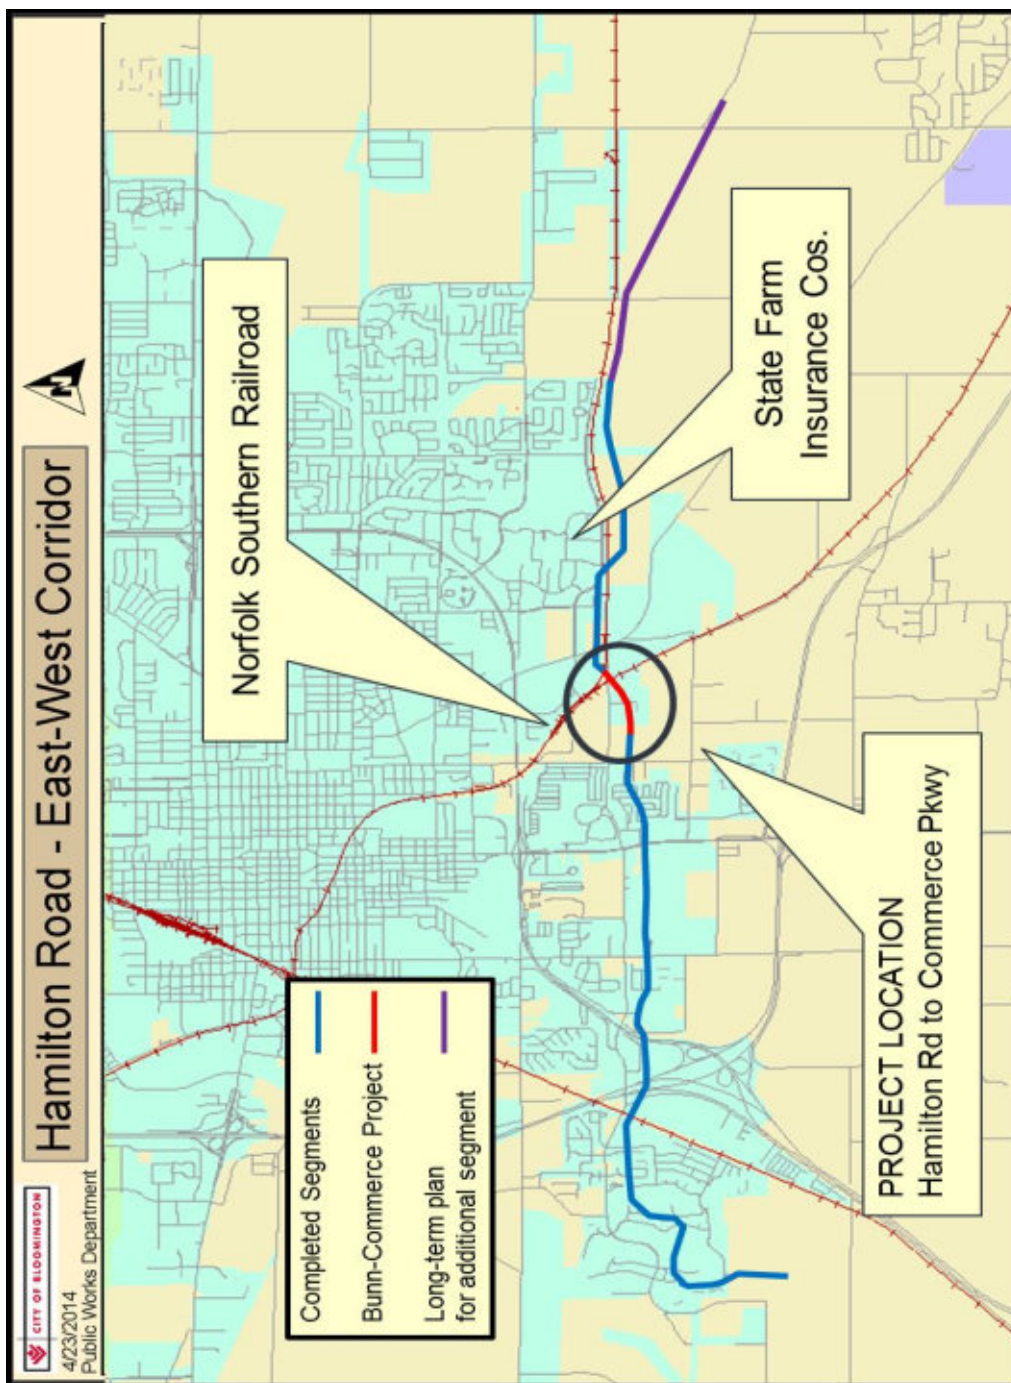 CITY OF BLOOMINGTON
4/23/2014
Public Works Department
Hamilton Road - East-West Corridor
N
Completed Segments
Bunn-Commerce Project
Long-term plan
for additional segment
Norfolk Southern Railroad
State Farm
Insurance Cos.
PROJECT LOCATION
Hamilton Rd to Commerce Pkwy